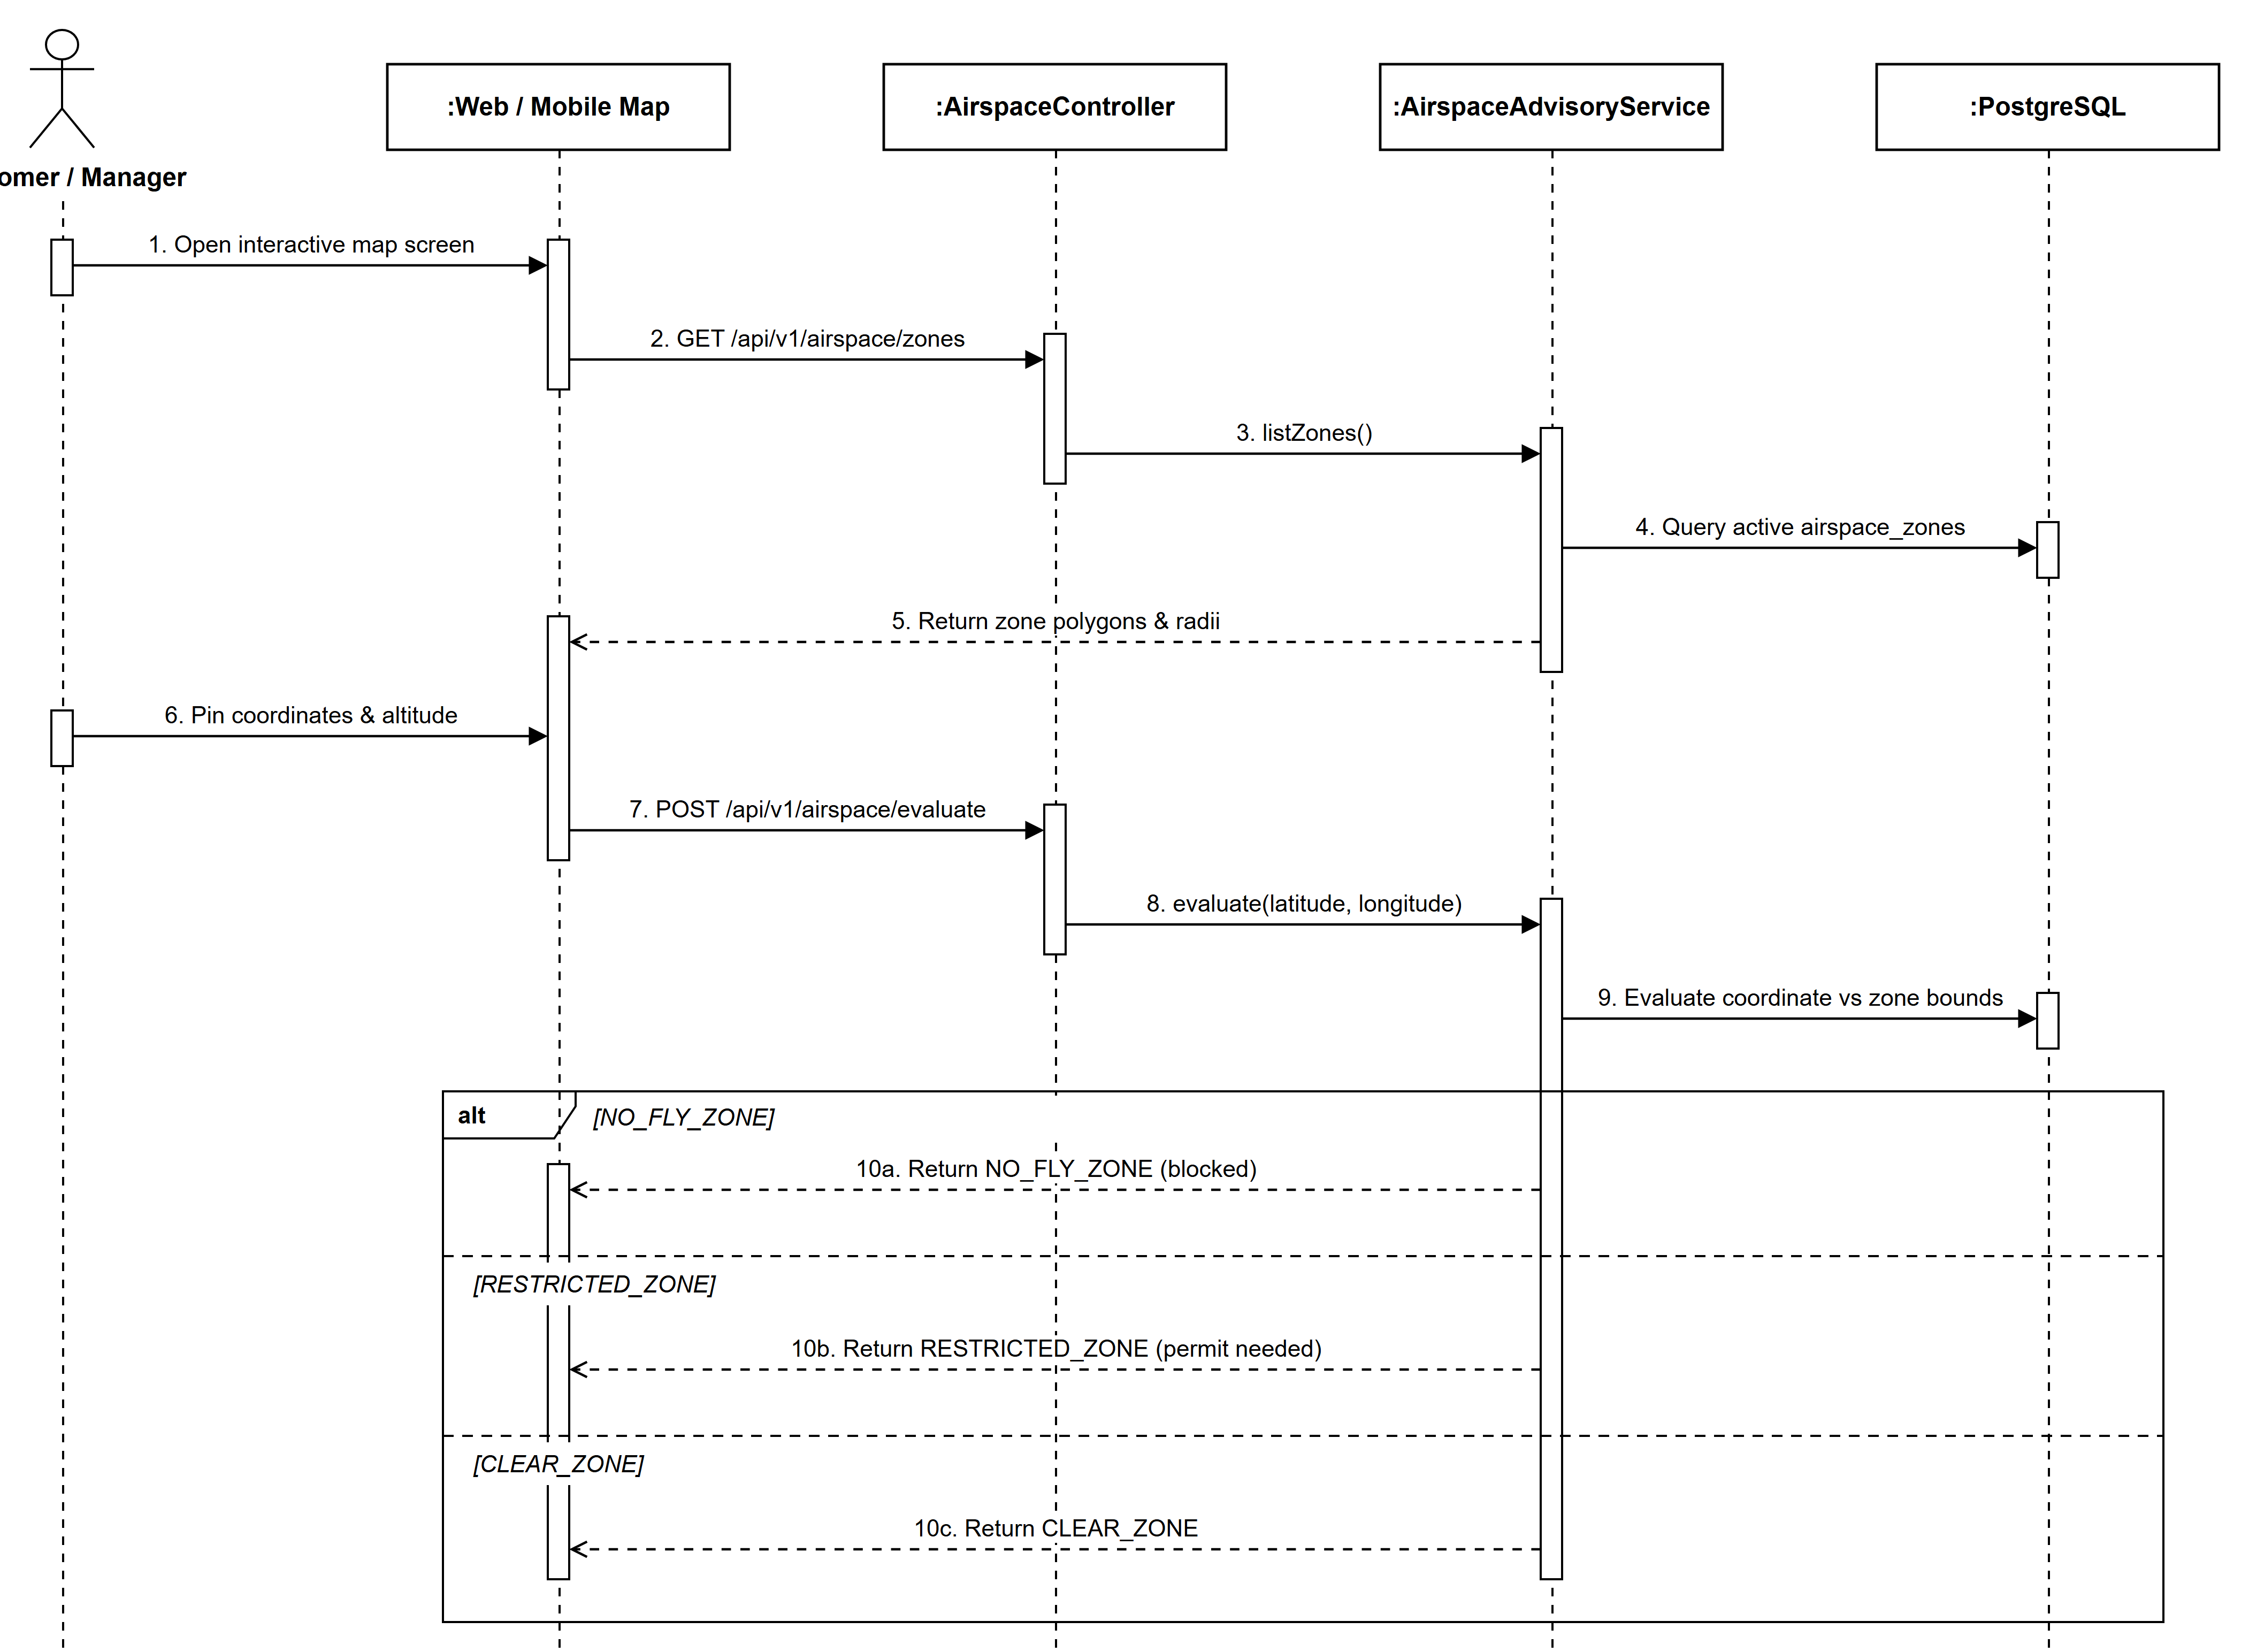 :Web / Mobile Map
:AirspaceController
:AirspaceAdvisoryService
:PostgreSQL
omer / Manager
1. Open interactive map screen
2. GET /api/v1/airspace/zones
3. listZones()
4. Query active airspace_zones
5. Return zone polygons & radii
6. Pin coordinates & altitude
7. POST /api/v1/airspace/evaluate
8. evaluate(latitude, longitude)
9. Evaluate coordinate vs zone bounds
alt
[NO_FLY_ZONE]
10a. Return NO_FLY_ZONE (blocked)
[RESTRICTED_ZONE]
10b. Return RESTRICTED_ZONE (permit needed)
[CLEAR_ZONE]
10c. Return CLEAR_ZONE